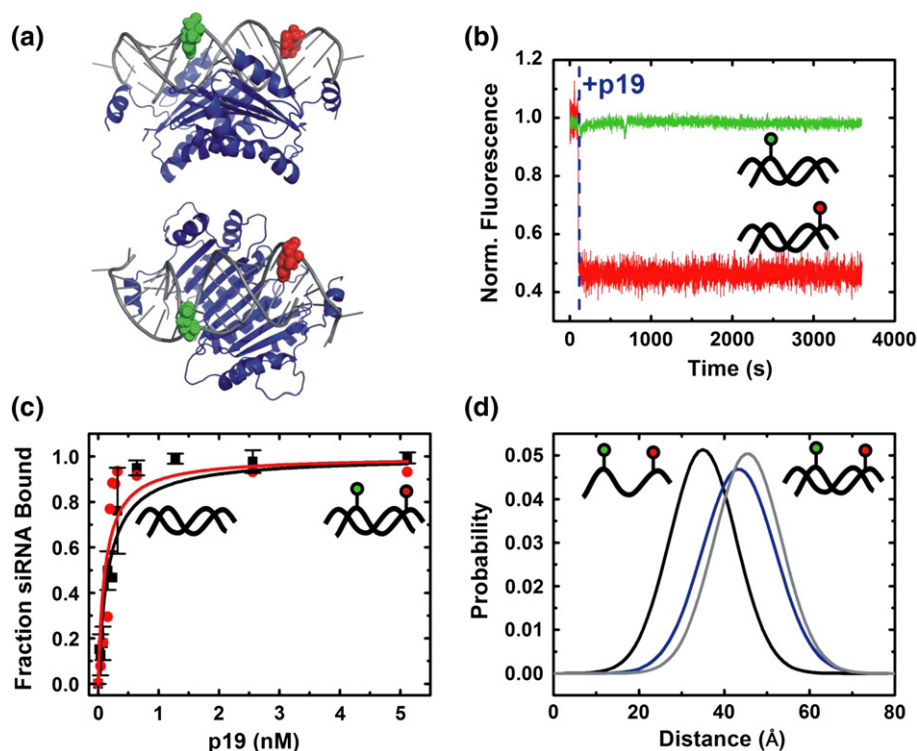 (a)
(b)
1.2
1.0
0.8
0.6
0.4
+p19
Norm. Fluorescence
0 1000 2000 3000 4000
Time (s)
(c)
1.0
0.8
0.6
0.4
0.2
0.0
Fraction siRNA Bound
0 1 2 3 4 5
p19 (nM)
(d)
0.05
0.04
0.03
0.02
0.01
0.00
Probability
0 20 40 60 80
Distance (Å)